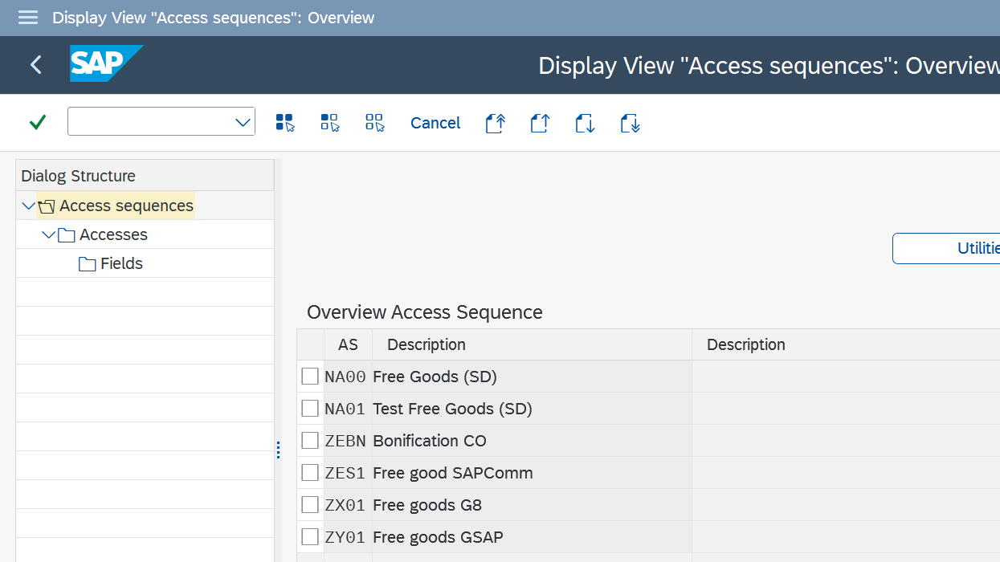 Display View "Access sequences": Overview
SAP
Display View "Access sequences": Overview
Cancel
Dialog Structure
Access sequences
Accesses
Fields
Utilitie
Overview Access Sequence
AS Description Description
NA00 Free Goods (SD)
NA01 Test Free Goods (SD)
ZEBN Bonification CO
ZES1 Free good SAPComm
ZX01 Free goods G8
ZY01 Free goods GSAP